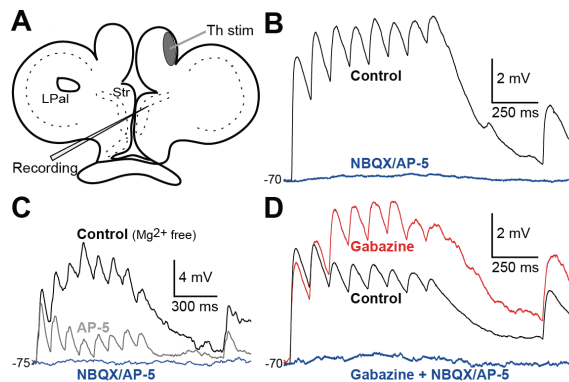 A
Th stim
LPal
Str
Recording
B
Control
2 mV
250 ms
NBQX/AP-5
-70
C
Control (Mg2+ free)
4 mV
300 ms
AP-5
-75
NBQX/AP-5
D
2 mV
250 ms
Gabazine
Control
-70
Gabazine + NBQX/AP-5